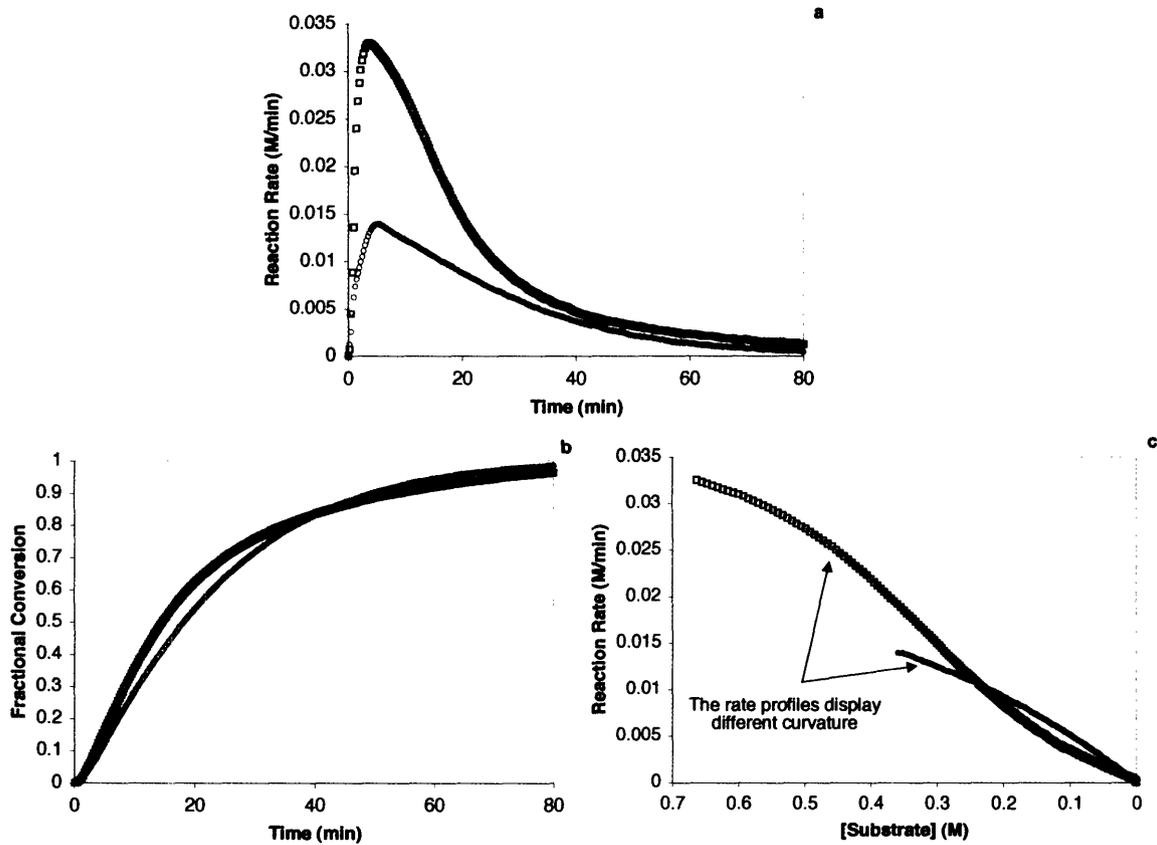 a
0.035
0.03
0.025
0.02
0.015
0.01
0.005
0
Reaction Rate (M/min)
0 20 40 60 80
Time (min)
b
1
0.9
0.8
0.7
0.6
0.5
0.4
0.3
0.2
0.1
0
Fractional Conversion
0 20 40 60 80
Time (min)
c
0.035
0.03
0.025
0.02
0.015
0.01
0.005
0
Reaction Rate (M/min)
The rate profiles display
different curvature
0.7 0.6 0.5 0.4 0.3 0.2 0.1 0
[Substrate] (M)